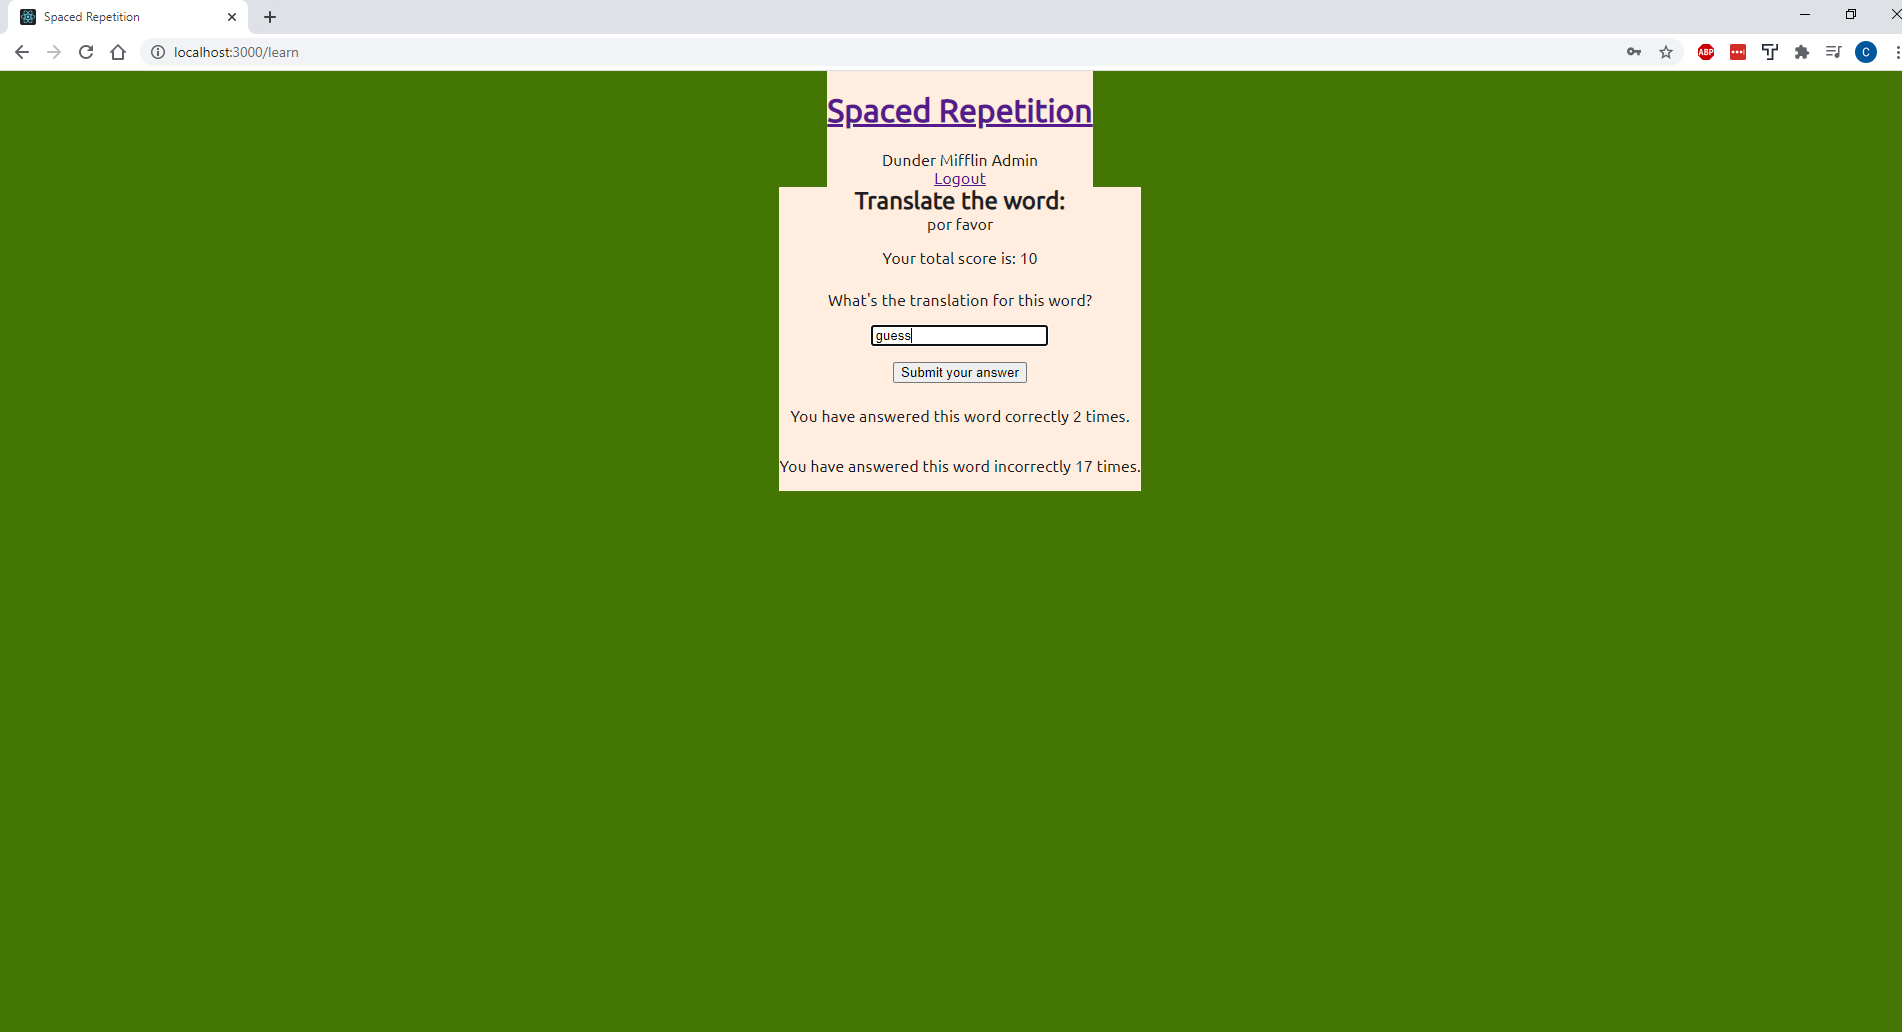 Spaced Repetition
localhost:3000/learn
ABP
C
Spaced Repetition
Dunder Mifflin Admin
Logout
Translate the word:
por favor
Your total score is: 10
What's the translation for this word?
guess
Submit your answer
You have answered this word correctly 2 times.
You have answered this word incorrectly 17 times.